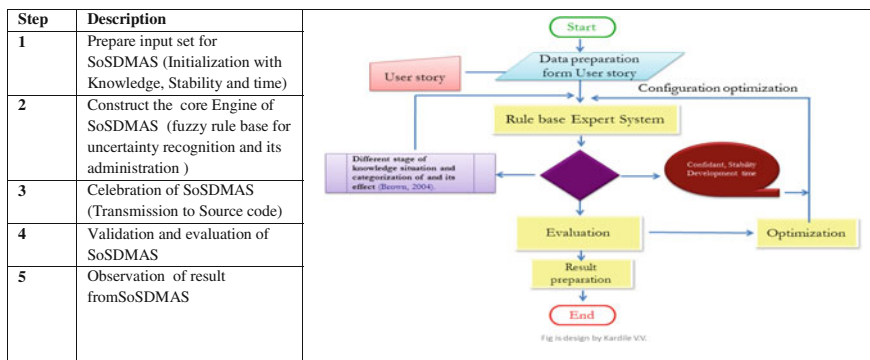 Step Description
1 Prepare input set for
SoSDMAS (Initialization with
Knowledge, Stability and time)
2 Construct the core Engine of
SoSDMAS (fuzzy rule base for
uncertainty recognition and its
administration )
3 Celebration of SoSDMAS
(Transmission to Source code)
4 Validation and evaluation of
SoSDMAS
5 Observation of result
fromSoSDMAS
Start
Data preparation
form User story
User story
Configuration optimization
Rule base Expert System
Different stage of
knowledge situation and
categorization of and its
effect (Brown, 2004).
Confidant, Stability
Development time
Evaluation
Optimization
Result
preparation
End
Fig is design by Kardile V.V.